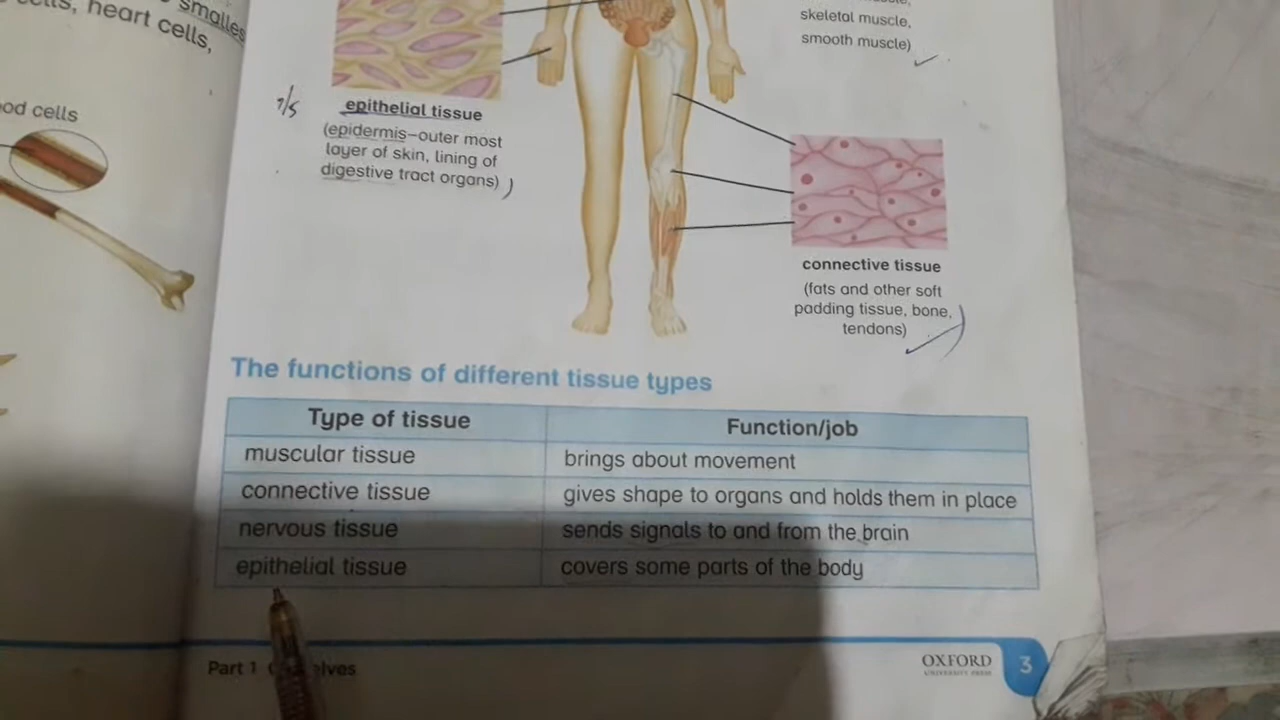 smalles
cells, heart cells,
od cells
skeletal muscle,
smooth muscle)
epithelial tissue
(epidermis–outer most
layer of skin, lining of
digestive tract organs)
connective tissue
(fats and other soft
padding tissue, bone,
tendons)
The functions of different tissue types
Type of tissue Function/job
muscular tissue brings about movement
connective tissue gives shape to organs and holds them in place
nervous tissue sends signals to and from the brain
epithelial tissue covers some parts of the body
Part 1 elves
OXFORD
UNIVERSITY PRESS
3